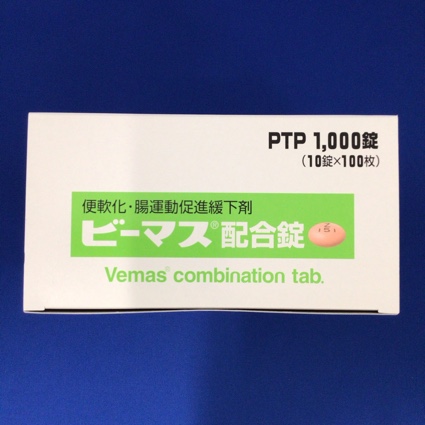 PTP 1,000錠
(10錠×100枚)
便軟化・腸運動促進緩下剤
ビーマス®配合錠
Vemas® combination tab.